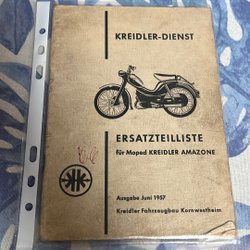 KREIDLER-DIENST
ERSATZTEILLISTE
für Moped KREIDLER AMAZONE
Ausgabe Juni 1957
Kreidler Fahrzeugbau Kornwestheim